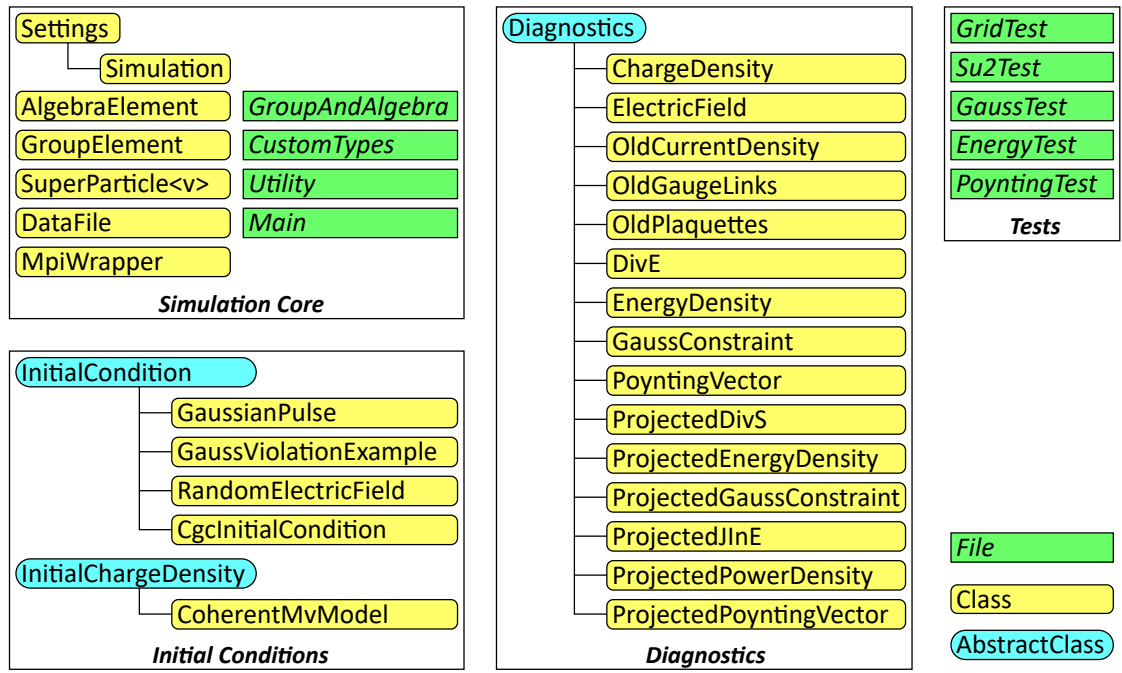 Settings
Simulation
AlgebraElement
GroupAndAlgebra
GroupElement
CustomTypes
SuperParticle<v>
Utility
DataFile
Main
MpiWrapper
Simulation Core
InitialCondition
GaussianPulse
GaussViolationExample
RandomElectricField
CgcInitialCondition
InitialChargeDensity
CoherentMvModel
Initial Conditions
Diagnostics
ChargeDensity
ElectricField
OldCurrentDensity
OldGaugeLinks
OldPlaquettes
DivE
EnergyDensity
GaussConstraint
PoyntingVector
ProjectedDivS
ProjectedEnergyDensity
ProjectedGaussConstraint
ProjectedJInE
ProjectedPowerDensity
ProjectedPoyntingVector
Diagnostics
GridTest
Su2Test
GaussTest
EnergyTest
PoyntingTest
Tests
File
Class
AbstractClass